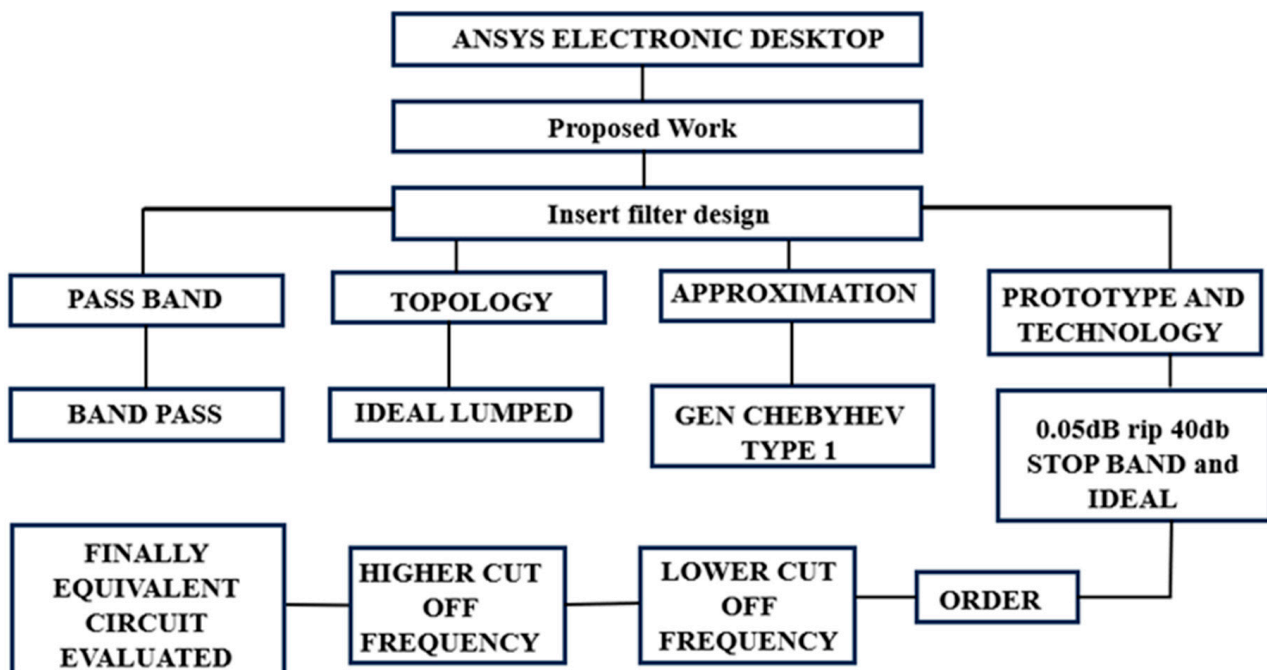 ANSYS ELECTRONIC DESKTOP
Proposed Work
Insert filter design
PASS BAND
TOPOLOGY
APPROXIMATION
PROTOTYPE AND
TECHNOLOGY
BAND PASS
IDEAL LUMPED
GEN CHEBYHEV
TYPE 1
0.05dB rip 40db
STOP BAND and
IDEAL
ORDER
LOWER CUT
OFF
FREQUENCY
HIGHER CUT
OFF
FREQUENCY
FINALLY
EQUIVALENT
CIRCUIT
EVALUATED